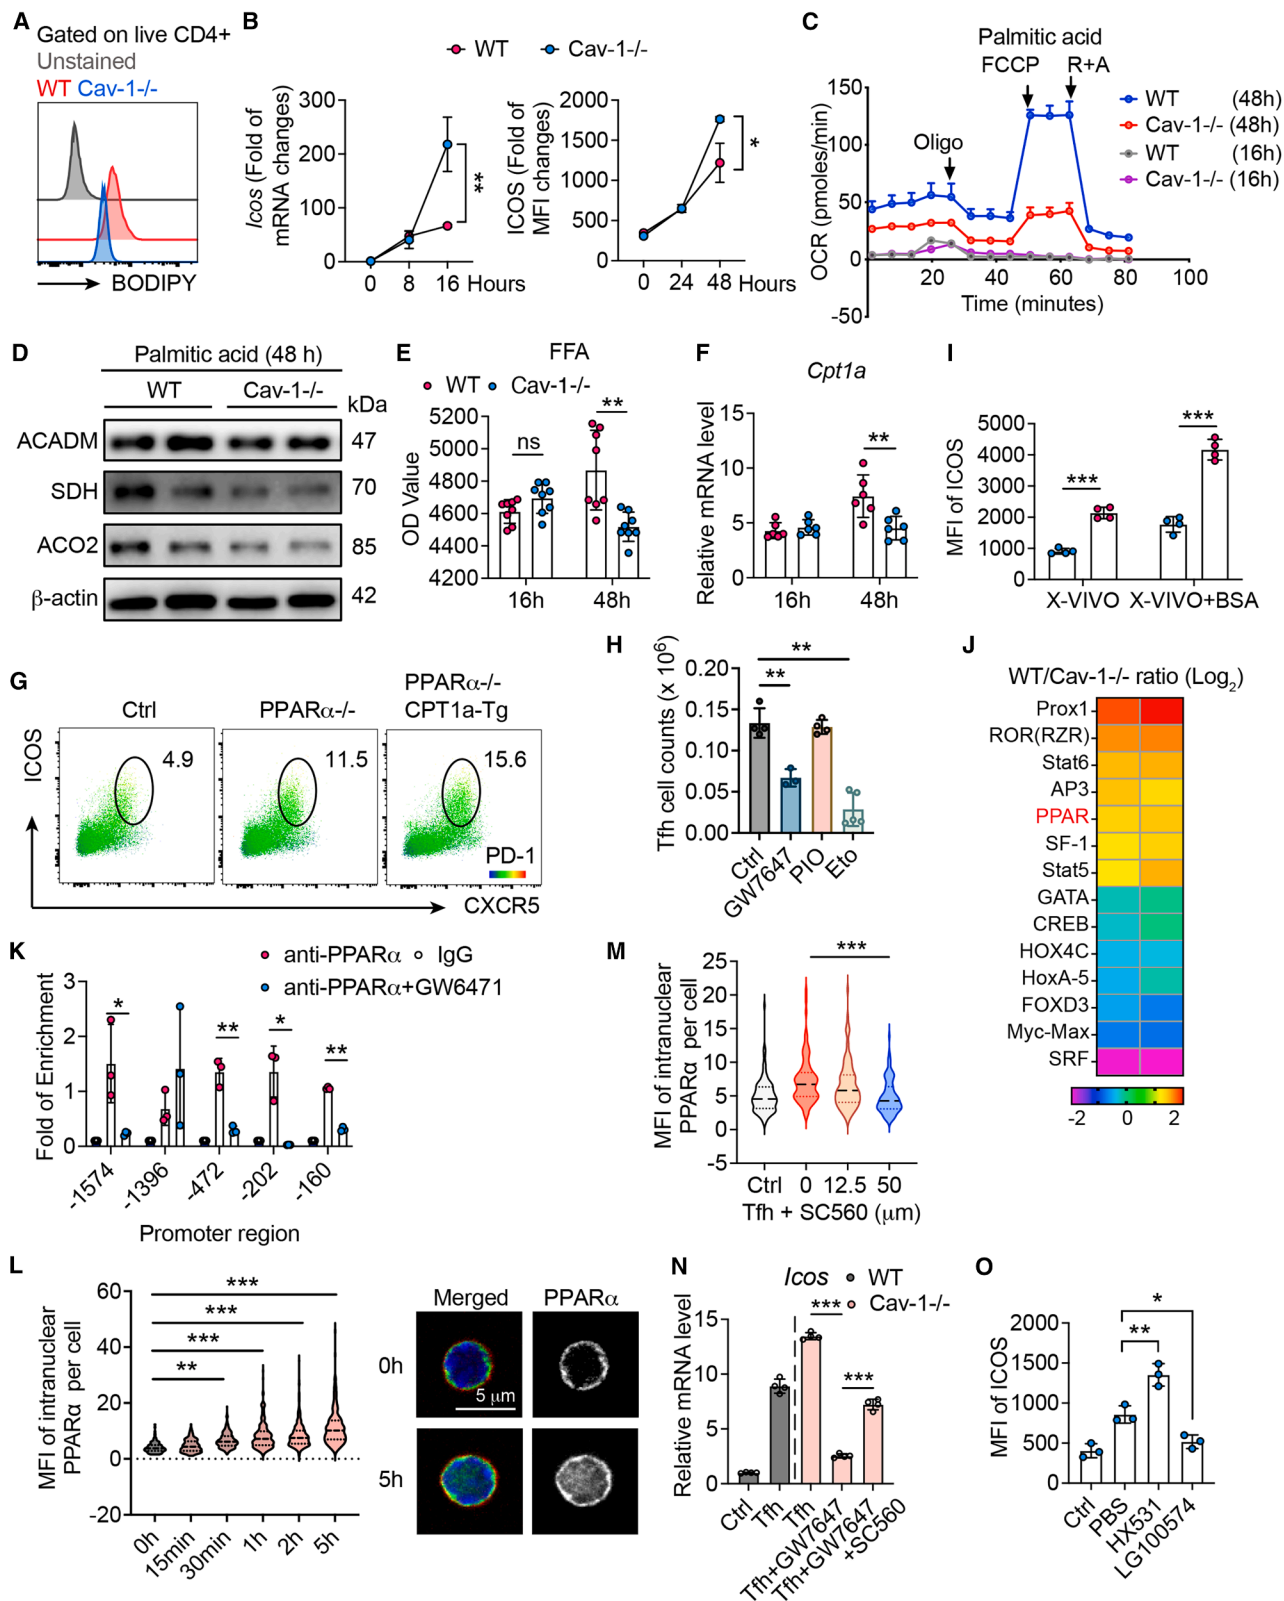 A
Gated on live CD4+
Unstained
WT Cav-1-/-
BODIPY
B
WT
Cav-1-/-
Icos (Fold of
mRNA changes)
300
200
100
0
0 8 16 Hours
**
ICOS (Fold of
MFI changes)
2000
1500
1000
500
0
0 24 48 Hours
*
C
Palmitic acid
FCCP R+A
Oligo
OCR (pmoles/min)
150
100
50
0
-50
20 40 60 80 100
Time (minutes)
WT (48h)
Cav-1-/- (48h)
WT (16h)
Cav-1-/- (16h)
D
Palmitic acid (48 h)
WT Cav-1-/-
kDa
ACADM 47
SDH 70
ACO2 85
β-actin 42
E
FFA
WT Cav-1-/-
OD Value
5200
5000
4800
4600
4400
4200
ns **
16h 48h
F
Cpt1a
Relative mRNA level
15
10
5
0
**
16h 48h
I
MFI of ICOS
5000
4000
3000
2000
1000
0
*** ***
X-VIVO X-VIVO+BSA
G
Ctrl
PPARα-/-
PPARα-/-
CPT1a-Tg
ICOS
4.9
11.5
15.6
PD-1
CXCR5
H
Tfh cell counts (x 10⁶)
0.20
0.15
0.10
0.05
0.00
**
**
Ctrl
GW7647
PIO
Eto
J
WT/Cav-1-/- ratio (Log₂)
Prox1
ROR(RZR)
Stat6
AP3
PPAR
SF-1
Stat5
GATA
CREB
HOX4C
HoxA-5
FOXD3
Myc-Max
SRF
-2 0 2
K
anti-PPARα IgG
anti-PPARα+GW6471
Fold of Enrichment
3
2
1
0
* ** * **
-1574
-1396
-472
-202
-160
Promoter region
M
MFI of intranuclear
PPARα per cell
25
20
15
10
5
0
-5
***
Ctrl 0 12.5 50
Tfh + SC560 (μm)
L
MFI of intranuclear
PPARα per cell
60
40
20
0
-20
***
***
***
**
0h
15min
30min
1h
2h
5h
Merged PPARα
0h
5 μm
5h
N
Icos
WT
Cav-1-/-
Relative mRNA level
15
10
5
0
***
***
Ctrl
Tfh
Tfh
Tfh+GW7647
Tfh+GW7647
+SC560
O
MFI of ICOS
2000
1500
1000
500
0
*
**
Ctrl
PBS
HX531
LG100574